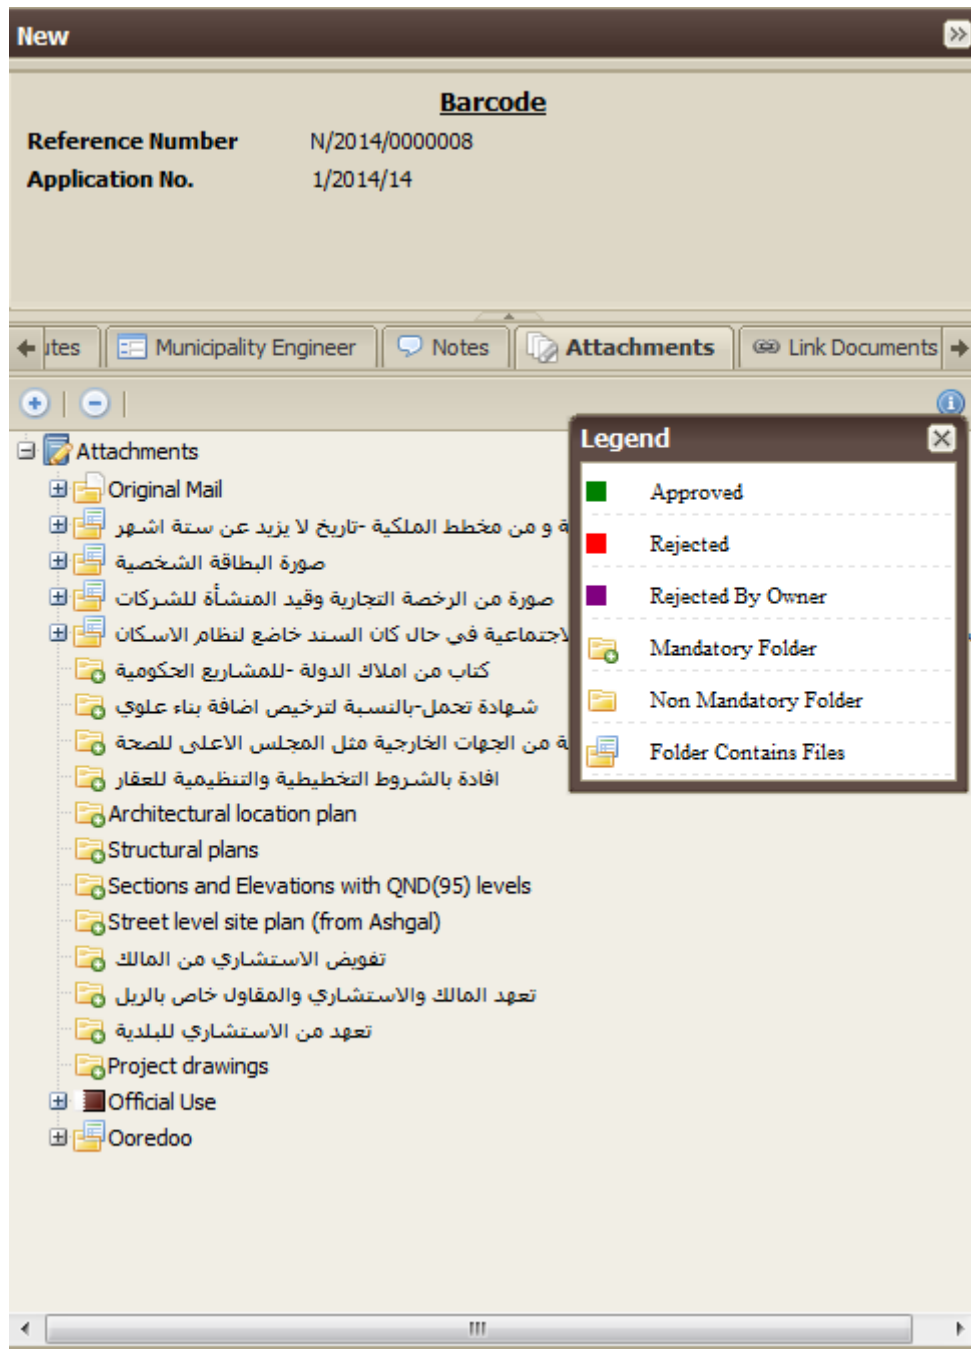 New
Barcode
Reference Number N/2014/0000008
Application No. 1/2014/14
utes Municipality Engineer Notes Attachments Link Documents
Attachments
Original Mail
ة و من مخطط الملكية -تاريخ لا يزيد عن ستة اشهر
صورة البطاقة الشخصية
صورة من الرخصة التجارية وقيد المنشأة للشركات
لاجتماعية في حال كان السند خاضع لنظام الاسكان
كتاب من املاك الدولة -للمشاريع الحكومية
شهادة تحمل-بالنسبة لترخيص اضافة بناء علوي
ة من الجهات الخارجية مثل المجلس الاعلى للصحة
افادة بالشروط التخطيطية والتنظيمية للعقار
Architectural location plan
Structural plans
Sections and Elevations with QND(95) levels
Street level site plan (from Ashgal)
تفويض الاستشاري من المالك
تعهد المالك والاستشاري والمقاول خاص بالريل
تعهد من الاستشاري للبلدية
Project drawings
Official Use
Ooredoo
Legend
Approved
Rejected
Rejected By Owner
Mandatory Folder
Non Mandatory Folder
Folder Contains Files